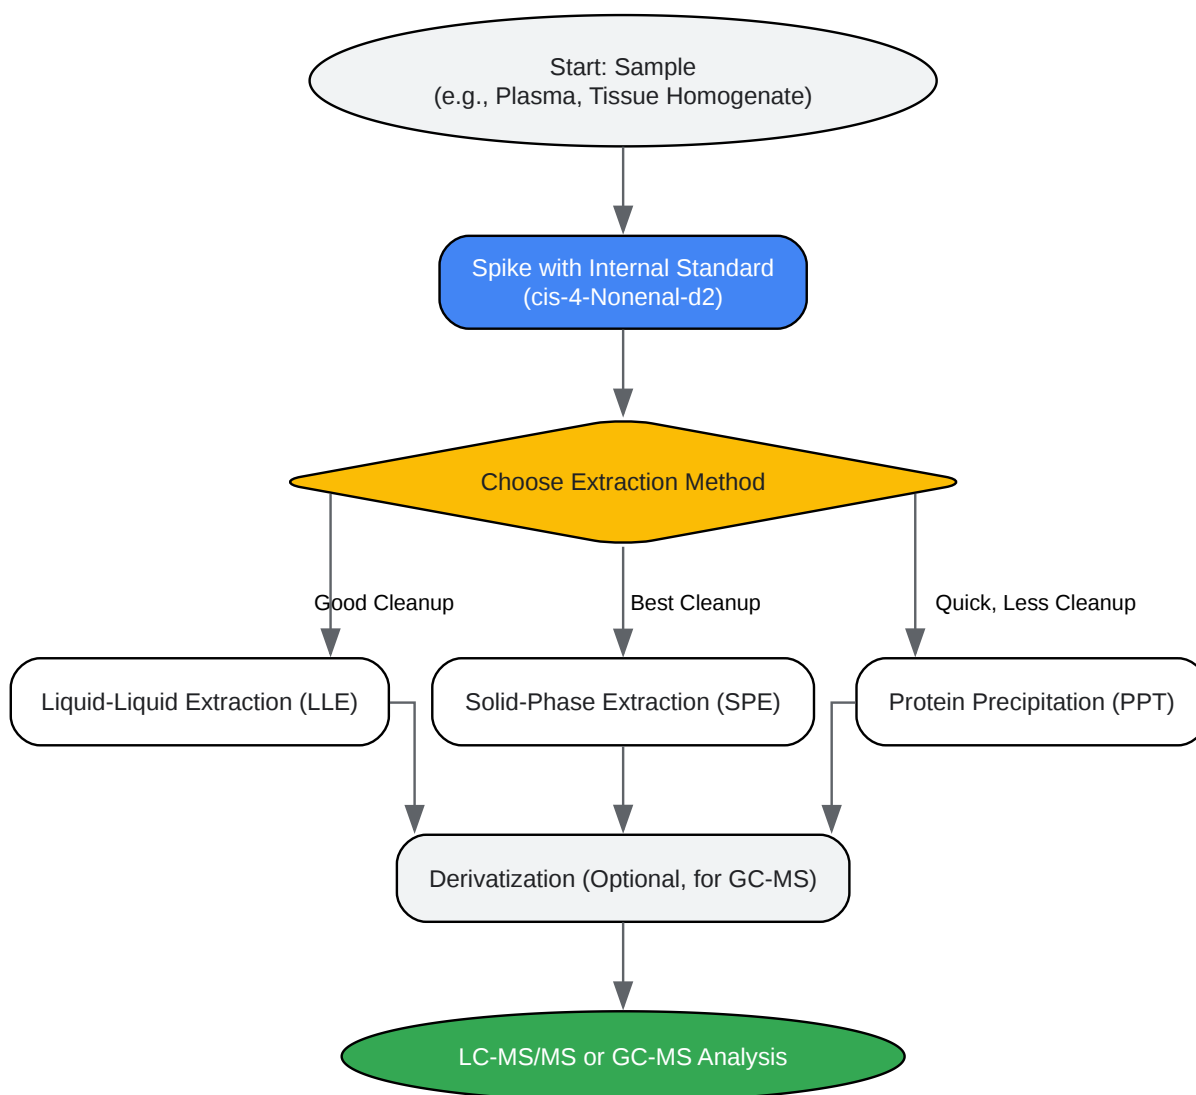 Start: Sample
(e.g., Plasma, Tissue Homogenate)
Spike with Internal Standard
(cis-4-Nonenal-d2)
Choose Extraction Method
Good Cleanup
Best Cleanup
Quick, Less Cleanup
Liquid-Liquid Extraction (LLE)
Solid-Phase Extraction (SPE)
Protein Precipitation (PPT)
Derivatization (Optional, for GC-MS)
LC-MS/MS or GC-MS Analysis